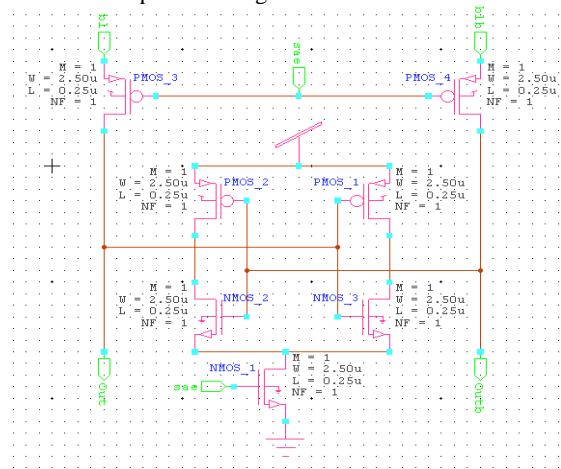 bl
sae
blb
M = 1
W = 2.50u
L = 0.25u
NF = 1
PMOS_3
PMOS_4
M = 1
W = 2.50u
L = 0.25u
NF = 1
M = 1
W = 2.50u
L = 0.25u
NF = 1
PMOS_2
PMOS_1
M = 1
W = 2.50u
L = 0.25u
NF = 1
M = 1
W = 2.50u
L = 0.25u
NF = 1
NMOS_2
NMOS_3
M = 1
W = 2.50u
L = 0.25u
NF = 1
Out
sae
NMOS_1
M = 1
W = 2.50u
L = 0.25u
NF = 1
Outb